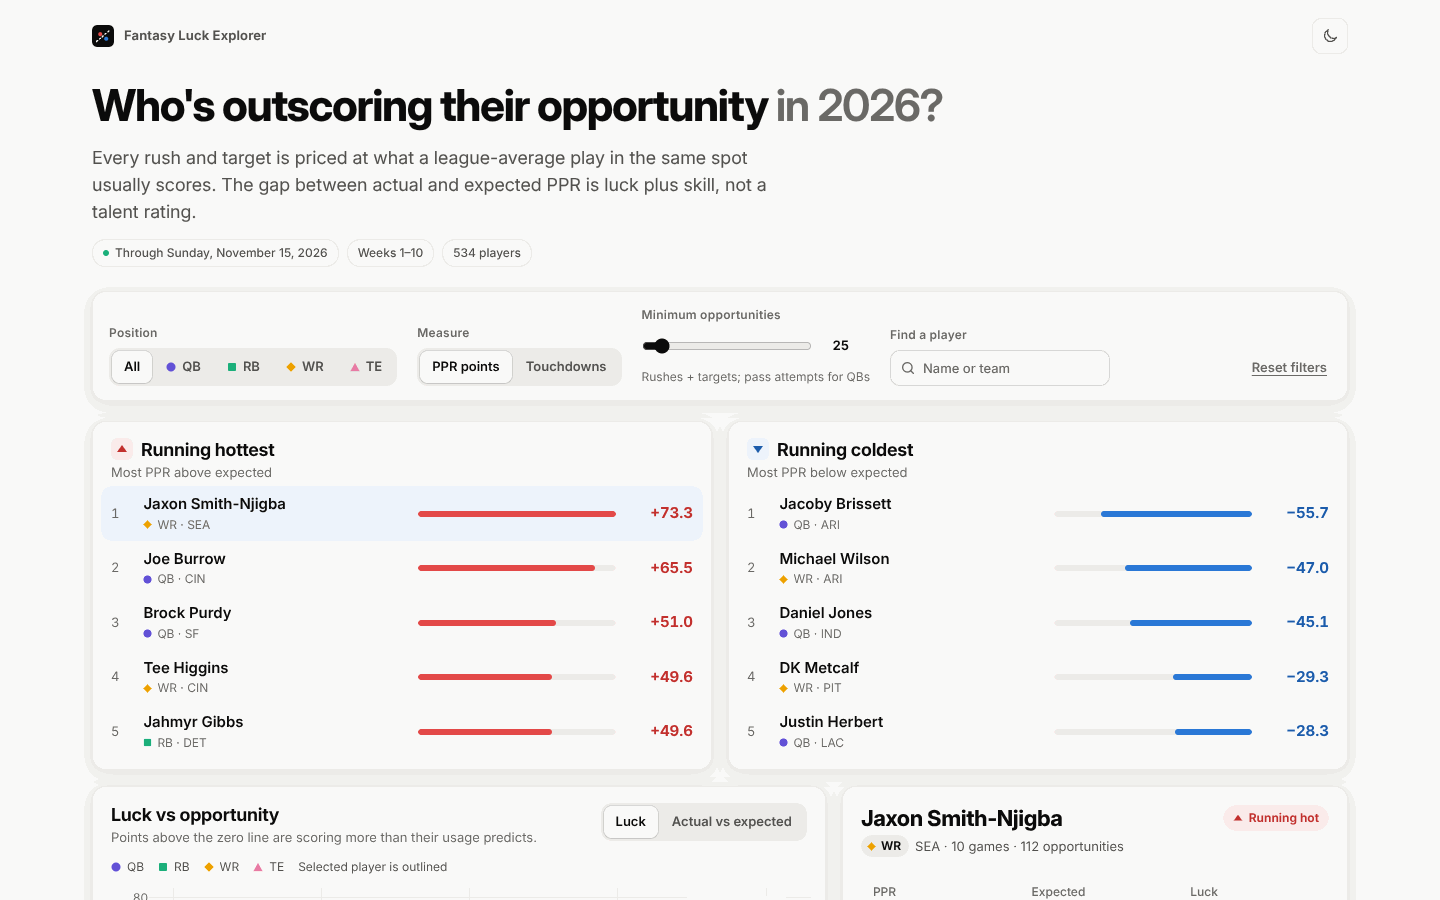 Fantasy Luck Explorer
Who's outscoring their opportunity in 2026?
Every rush and target is priced at what a league-average play in the same spot
usually scores. The gap between actual and expected PPR is luck plus skill, not a
talent rating.
Through Sunday, November 15, 2026
Weeks 1–10
534 players
Position
All
QB
RB
WR
TE
Measure
PPR points
Touchdowns
Minimum opportunities
25
Rushes + targets; pass attempts for QBs
Find a player
Name or team
Reset filters
Running hottest
Most PPR above expected
1 Jaxon Smith-Njigba +73.3
WR · SEA
2 Joe Burrow +65.5
QB · CIN
3 Brock Purdy +51.0
QB · SF
4 Tee Higgins +49.6
WR · CIN
5 Jahmyr Gibbs +49.6
RB · DET
Running coldest
Most PPR below expected
1 Jacoby Brissett −55.7
QB · ARI
2 Michael Wilson −47.0
WR · ARI
3 Daniel Jones −45.1
QB · IND
4 DK Metcalf −29.3
WR · PIT
5 Justin Herbert −28.3
QB · LAC
Luck vs opportunity
Points above the zero line are scoring more than their usage predicts.
Luck
Actual vs expected
QB RB WR TE Selected player is outlined
80
Jaxon Smith-Njigba
Running hot
WR SEA · 10 games · 112 opportunities
PPR Expected Luck